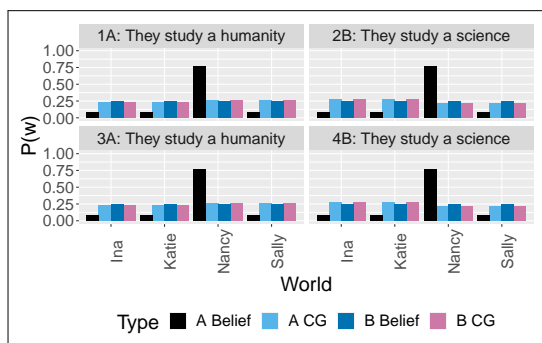 1A: They study a humanity
2B: They study a science
1.00
0.75
0.50
0.25
0.00
3A: They study a humanity
4B: They study a science
1.00
0.75
0.50
0.25
0.00
P(w)
Ina
Katie
Nancy
Sally
Ina
Katie
Nancy
Sally
World
Type A Belief A CG B Belief B CG